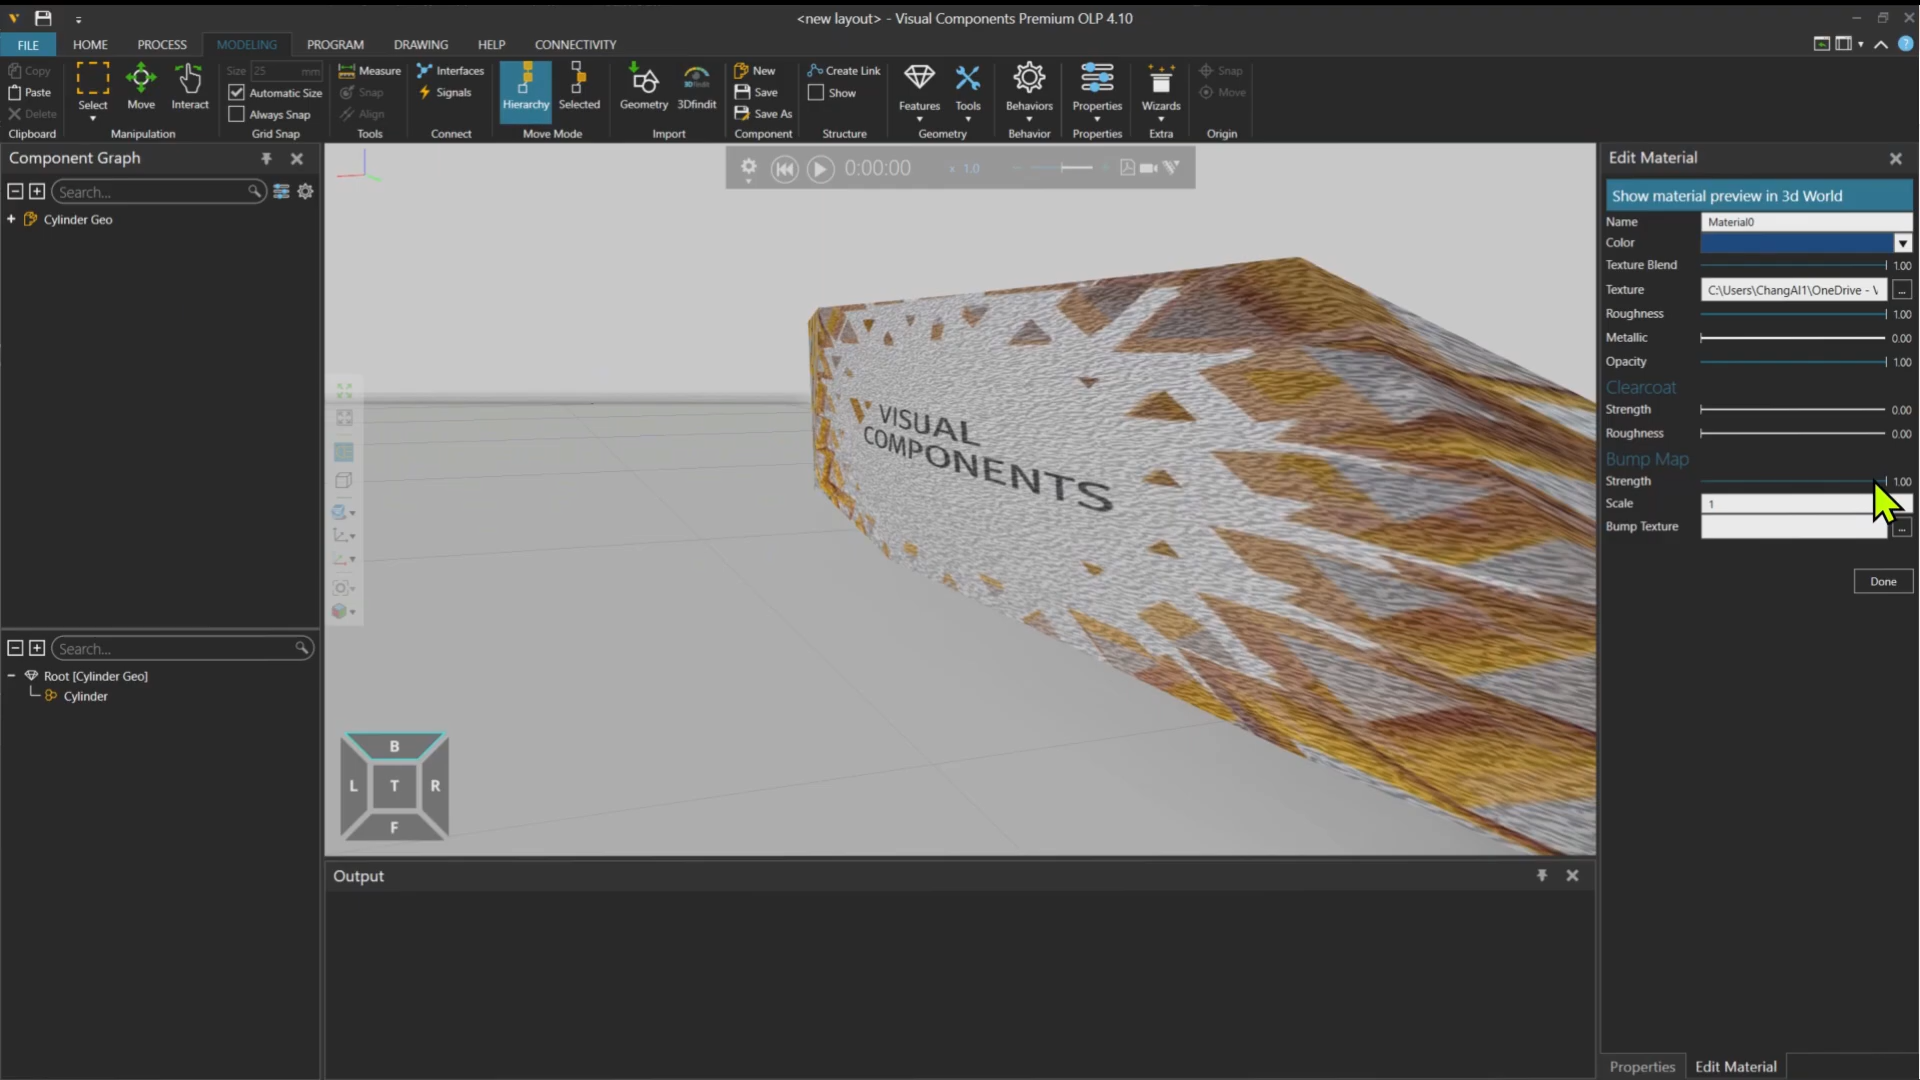 <new layout> - Visual Components Premium OLP 4.10
FILE HOME PROCESS MODELING PROGRAM DRAWING HELP CONNECTIVITY
Copy
Paste
Delete
Clipboard
Select
Move
Interact
Manipulation
Size 25 mm
Automatic Size
Always Snap
Grid Snap
Measure
Snap
Align
Tools
Interfaces
Signals
Connect
Hierarchy
Selected
Move Mode
Geometry
3Dfindit
Import
New
Save
Save As
Component
Create Link
Show
Structure
Features
Tools
Geometry
Behaviors
Behavior
Properties
Properties
Wizards
Extra
Snap
Move
Origin
Component Graph
Search...
Cylinder Geo
Search...
Root [Cylinder Geo]
Cylinder
0:00:00 x 1.0
VISUAL
COMPONENTS
B
L T R
F
Output
Edit Material
Show material preview in 3d World
Name Material0
Color
Texture Blend 1.00
Texture C:\Users\ChangAI1\OneDrive - V ...
Roughness 1.00
Metallic 0.00
Opacity 1.00
Clearcoat
Strength 0.00
Roughness 0.00
Bump Map
Strength 1.00
Scale 1
Bump Texture ...
Done
Properties Edit Material